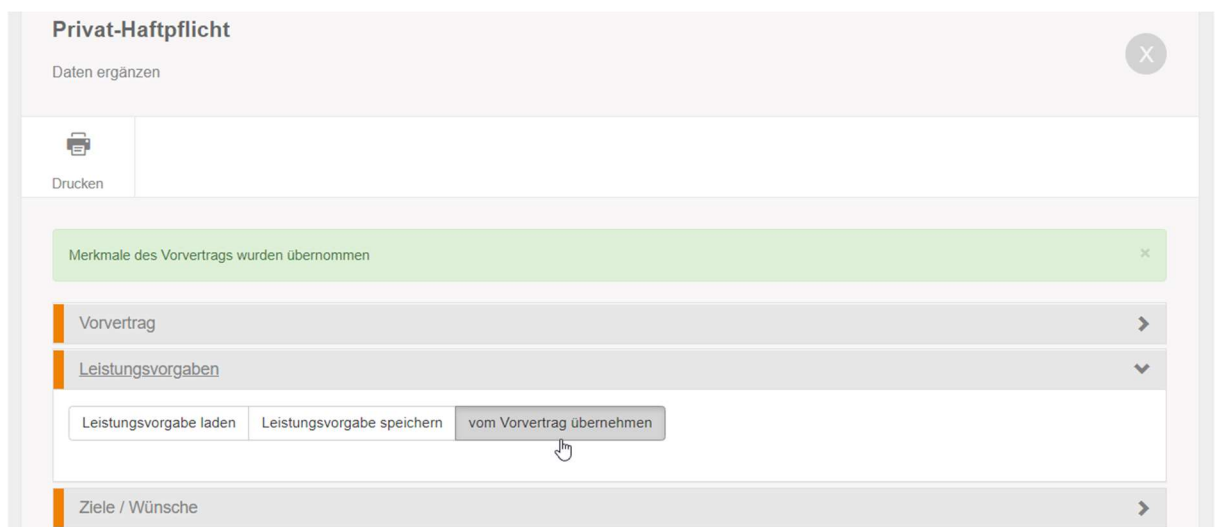 Privat-Haftpflicht
Daten ergänzen
X
Drucken
Merkmale des Vorvertrags wurden übernommen
×
Vorvertrag
Leistungsvorgaben
Leistungsvorgabe laden
Leistungsvorgabe speichern
vom Vorvertrag übernehmen
Ziele / Wünsche